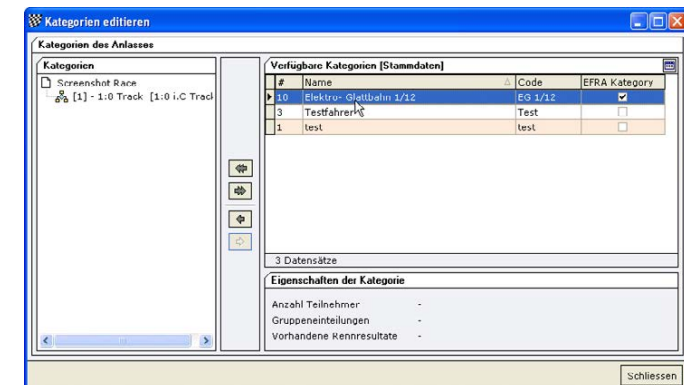 Kategorien editieren
Kategorien des Anlasses
Kategorien
Screenshot Race
[1] - 1:0 Track [1:0 i.C Track
Verfügbare Kategorien [Stammdaten]
# Name Code EFRA Kategory
10 Elektro- Glattbahn 1/12 EG 1/12
3 Testfahrer Test
1 test test
3 Datensätze
Eigenschaften der Kategorie
Anzahl Teilnehmer -
Gruppeneinteilungen -
Vorhandene Rennresultate -
Schliessen